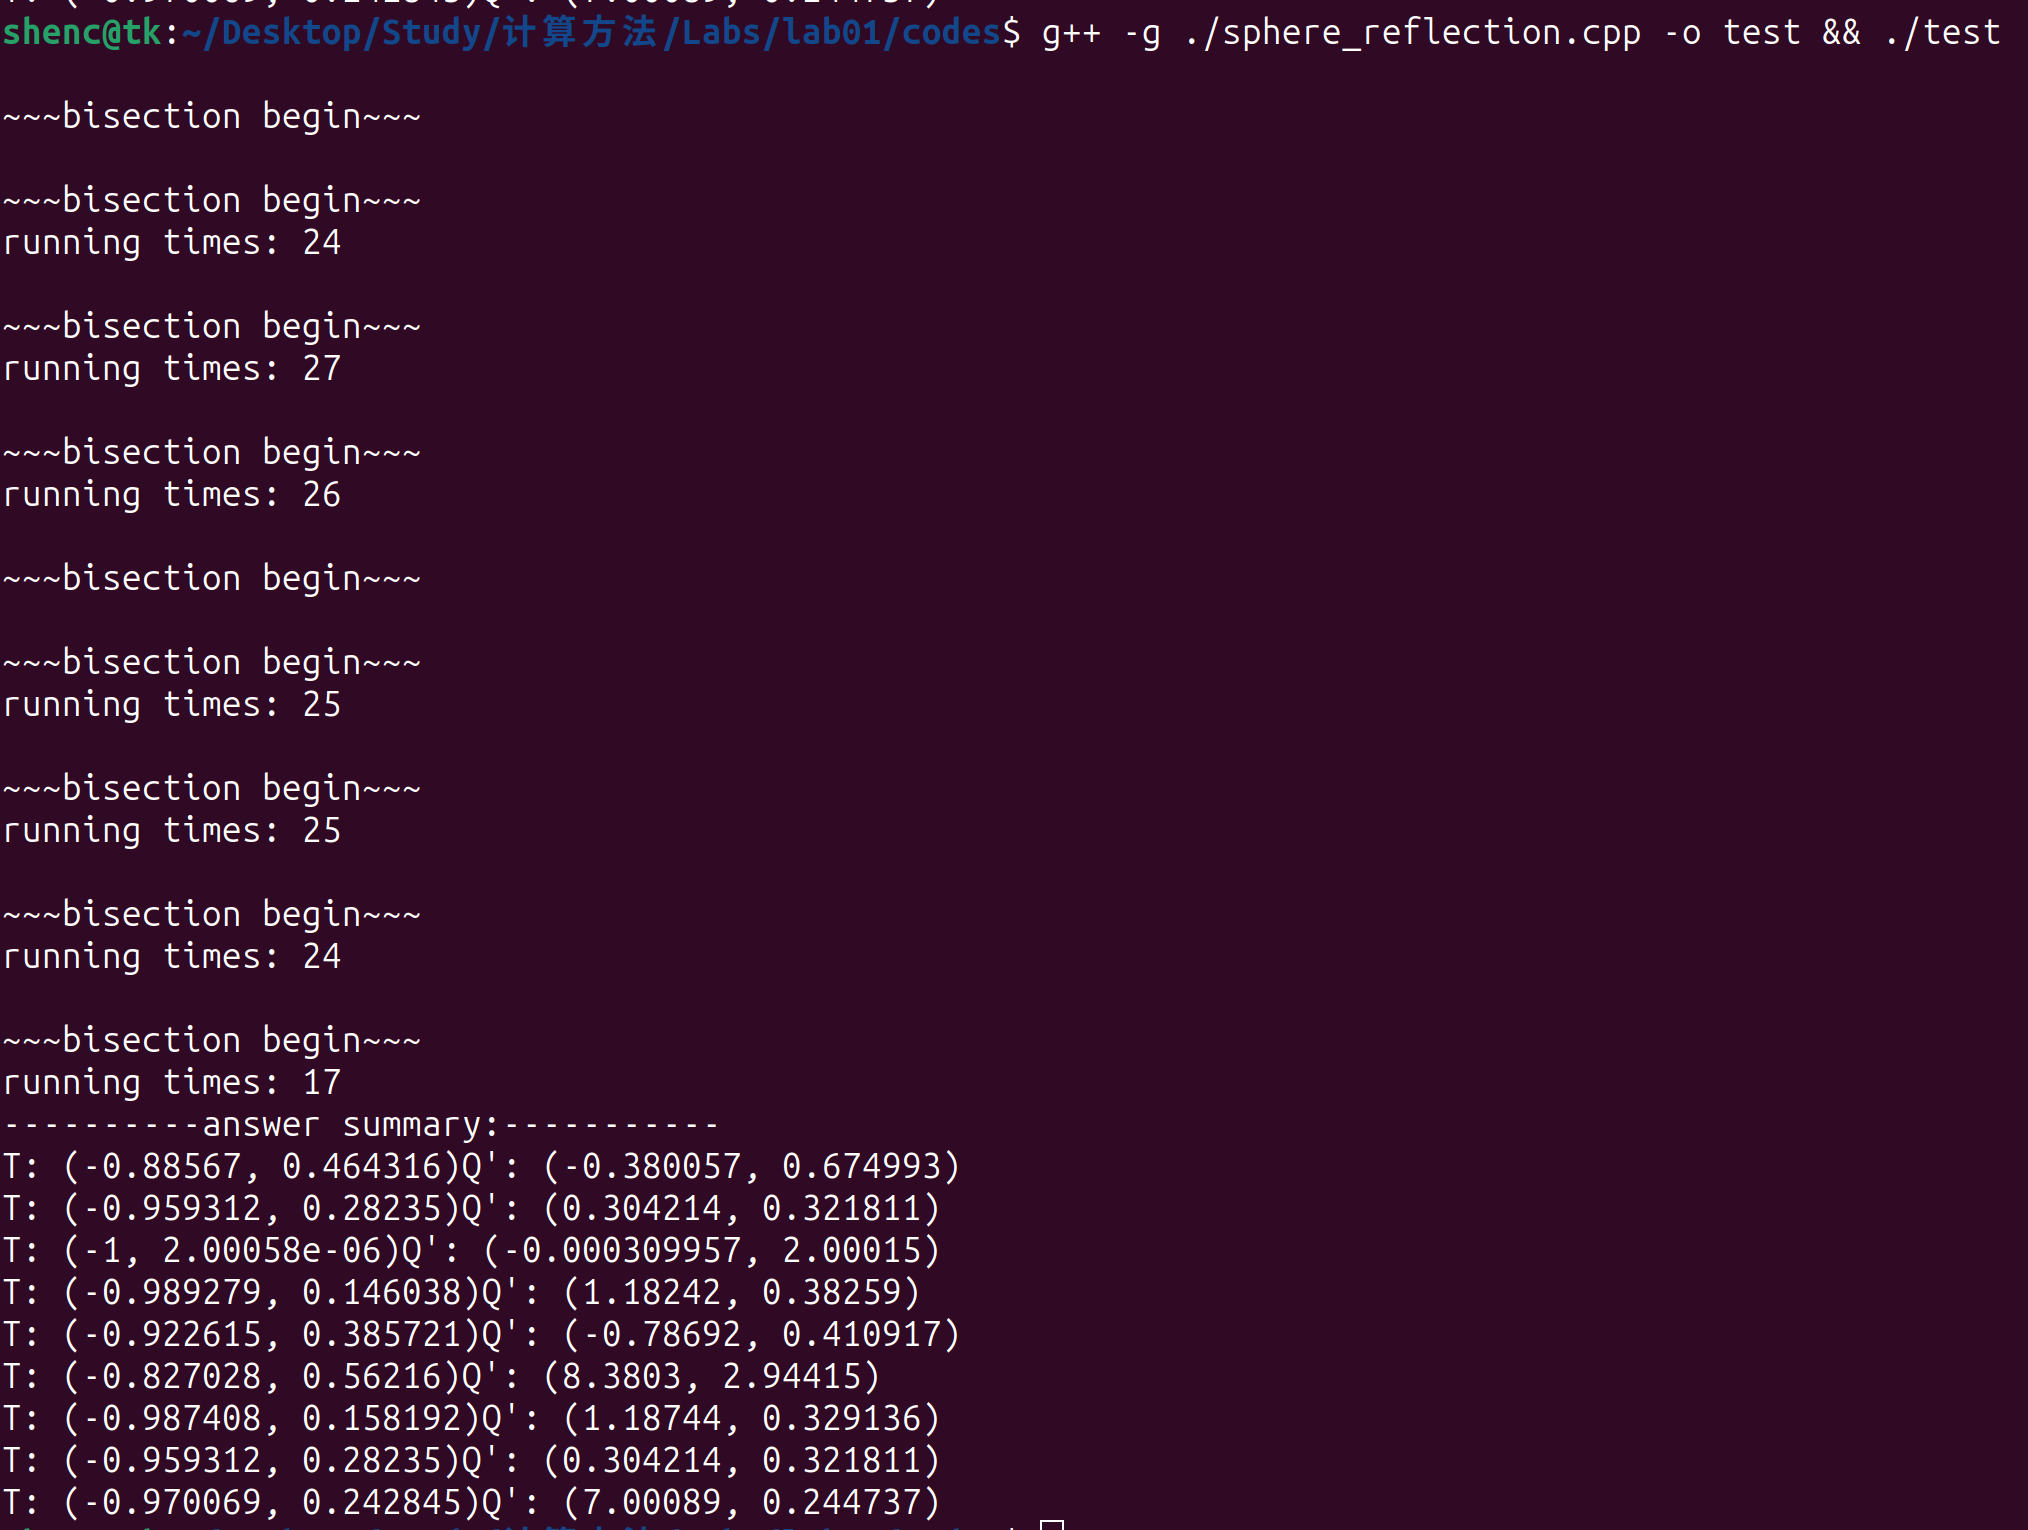 shenc@tk:~/Desktop/Study/计算方法/Labs/lab01/codes$ g++ -g ./sphere_reflection.cpp -o test && ./test
~~~bisection begin~~~
~~~bisection begin~~~
running times: 24
~~~bisection begin~~~
running times: 27
~~~bisection begin~~~
running times: 26
~~~bisection begin~~~
~~~bisection begin~~~
running times: 25
~~~bisection begin~~~
running times: 25
~~~bisection begin~~~
running times: 24
~~~bisection begin~~~
running times: 17
----------answer summary:-----------
T: (-0.88567, 0.464316)Q': (-0.380057, 0.674993)
T: (-0.959312, 0.28235)Q': (0.304214, 0.321811)
T: (-1, 2.00058e-06)Q': (-0.000309957, 2.00015)
T: (-0.989279, 0.146038)Q': (1.18242, 0.38259)
T: (-0.922615, 0.385721)Q': (-0.78692, 0.410917)
T: (-0.827028, 0.56216)Q': (8.3803, 2.94415)
T: (-0.987408, 0.158192)Q': (1.18744, 0.329136)
T: (-0.959312, 0.28235)Q': (0.304214, 0.321811)
T: (-0.970069, 0.242845)Q': (7.00089, 0.244737)